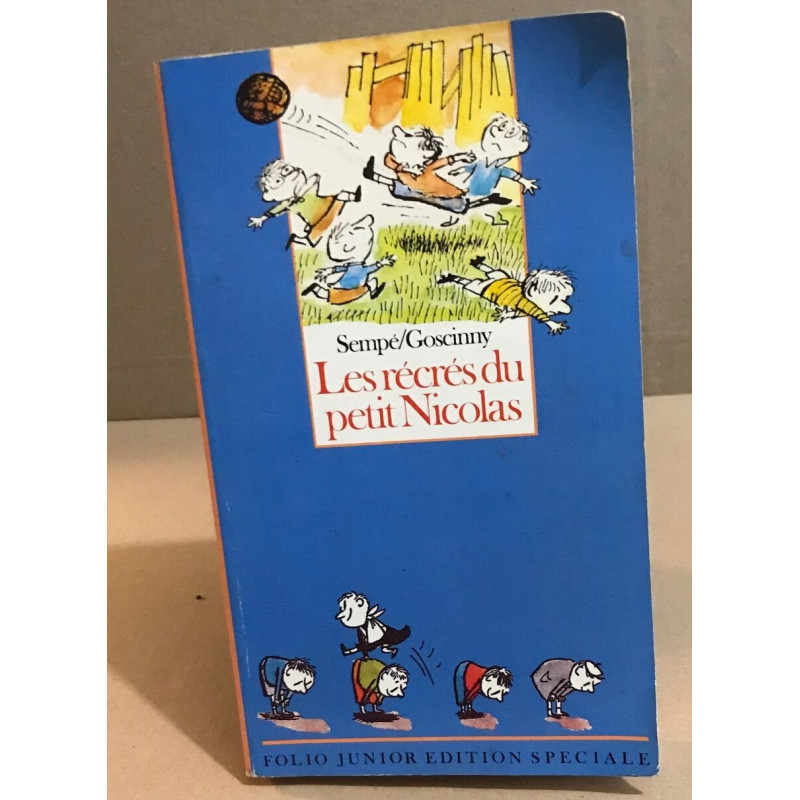 Sempé/Goscinny
Les récrés du
petit Nicolas
FOLIO JUNIOR EDITION SPECIALE